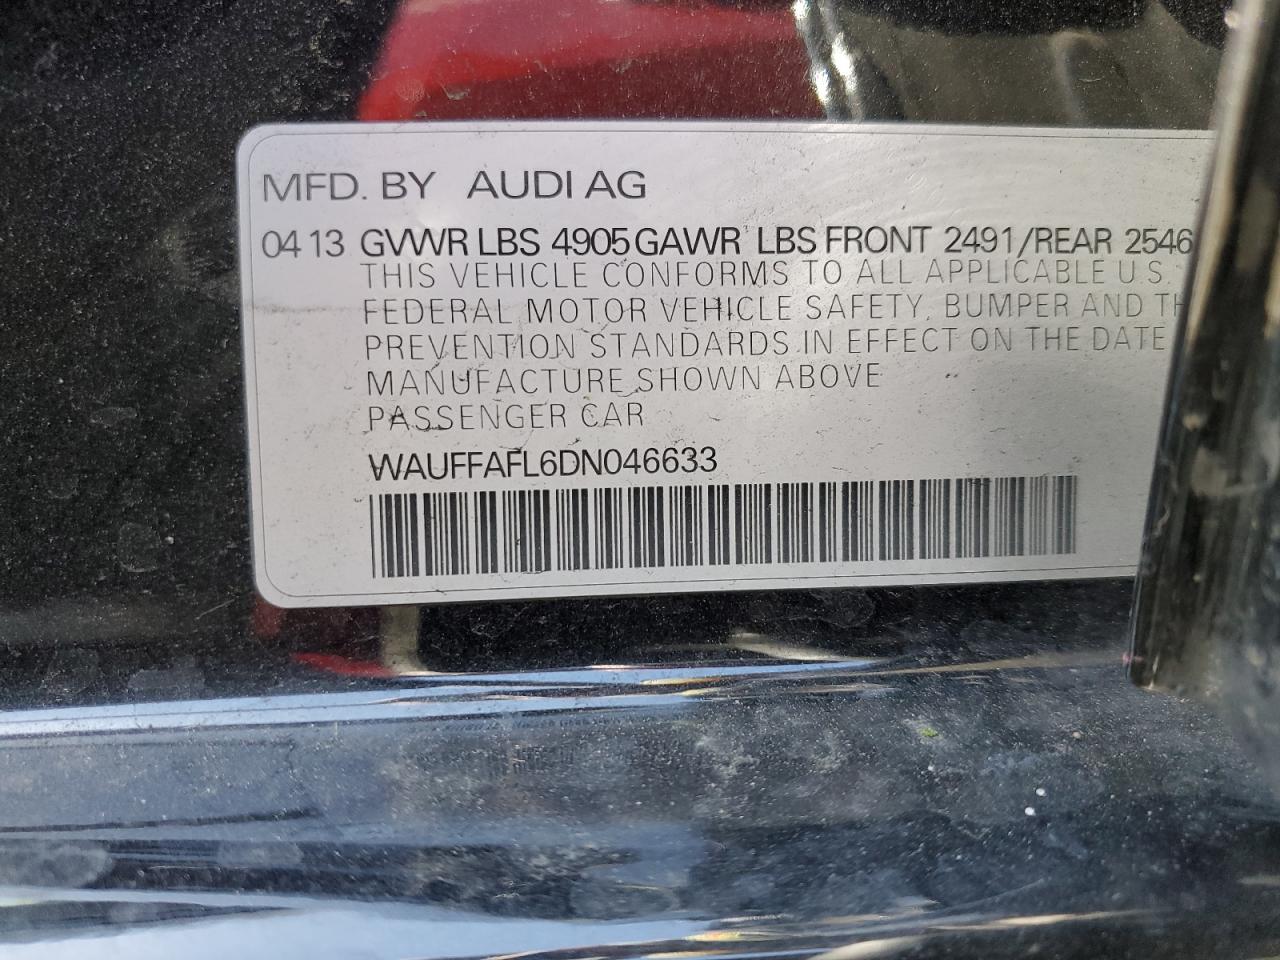 MFD. BY AUDI AG
04 13 GVWR LBS 4905 GAWR LBS FRONT 2491/REAR 2546
THIS VEHICLE CONFORMS TO ALL APPLICABLE U.S.
FEDERAL MOTOR VEHICLE SAFETY, BUMPER AND
PREVENTION STANDARDS IN EFFECT ON THE DATE
MANUFACTURE SHOWN ABOVE
PASSENGER CAR
WAUFFAFL6DN046633